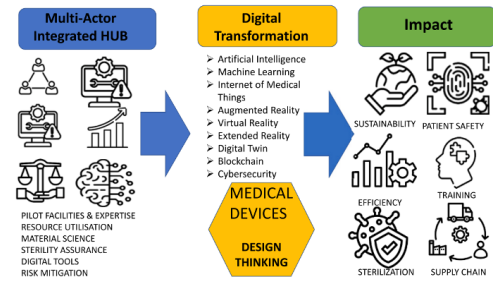 Multi-Actor
Integrated HUB
PILOT FACILITIES & EXPERTISE
RESOURCE UTILISATION
MATERIAL SCIENCE
STERILITY ASSURANCE
DIGITAL TOOLS
RISK MITIGATION
Digital
Transformation
➢ Artificial Intelligence
➢ Machine Learning
➢ Internet of Medical
Things
➢ Augmented Reality
➢ Virtual Reality
➢ Extended Reality
➢ Digital Twin
➢ Blockchain
➢ Cybersecurity
MEDICAL
DEVICES
DESIGN
THINKING
Impact
SUSTAINABILITY
PATIENT SAFETY
EFFICIENCY
TRAINING
STERILIZATION
SUPPLY CHAIN